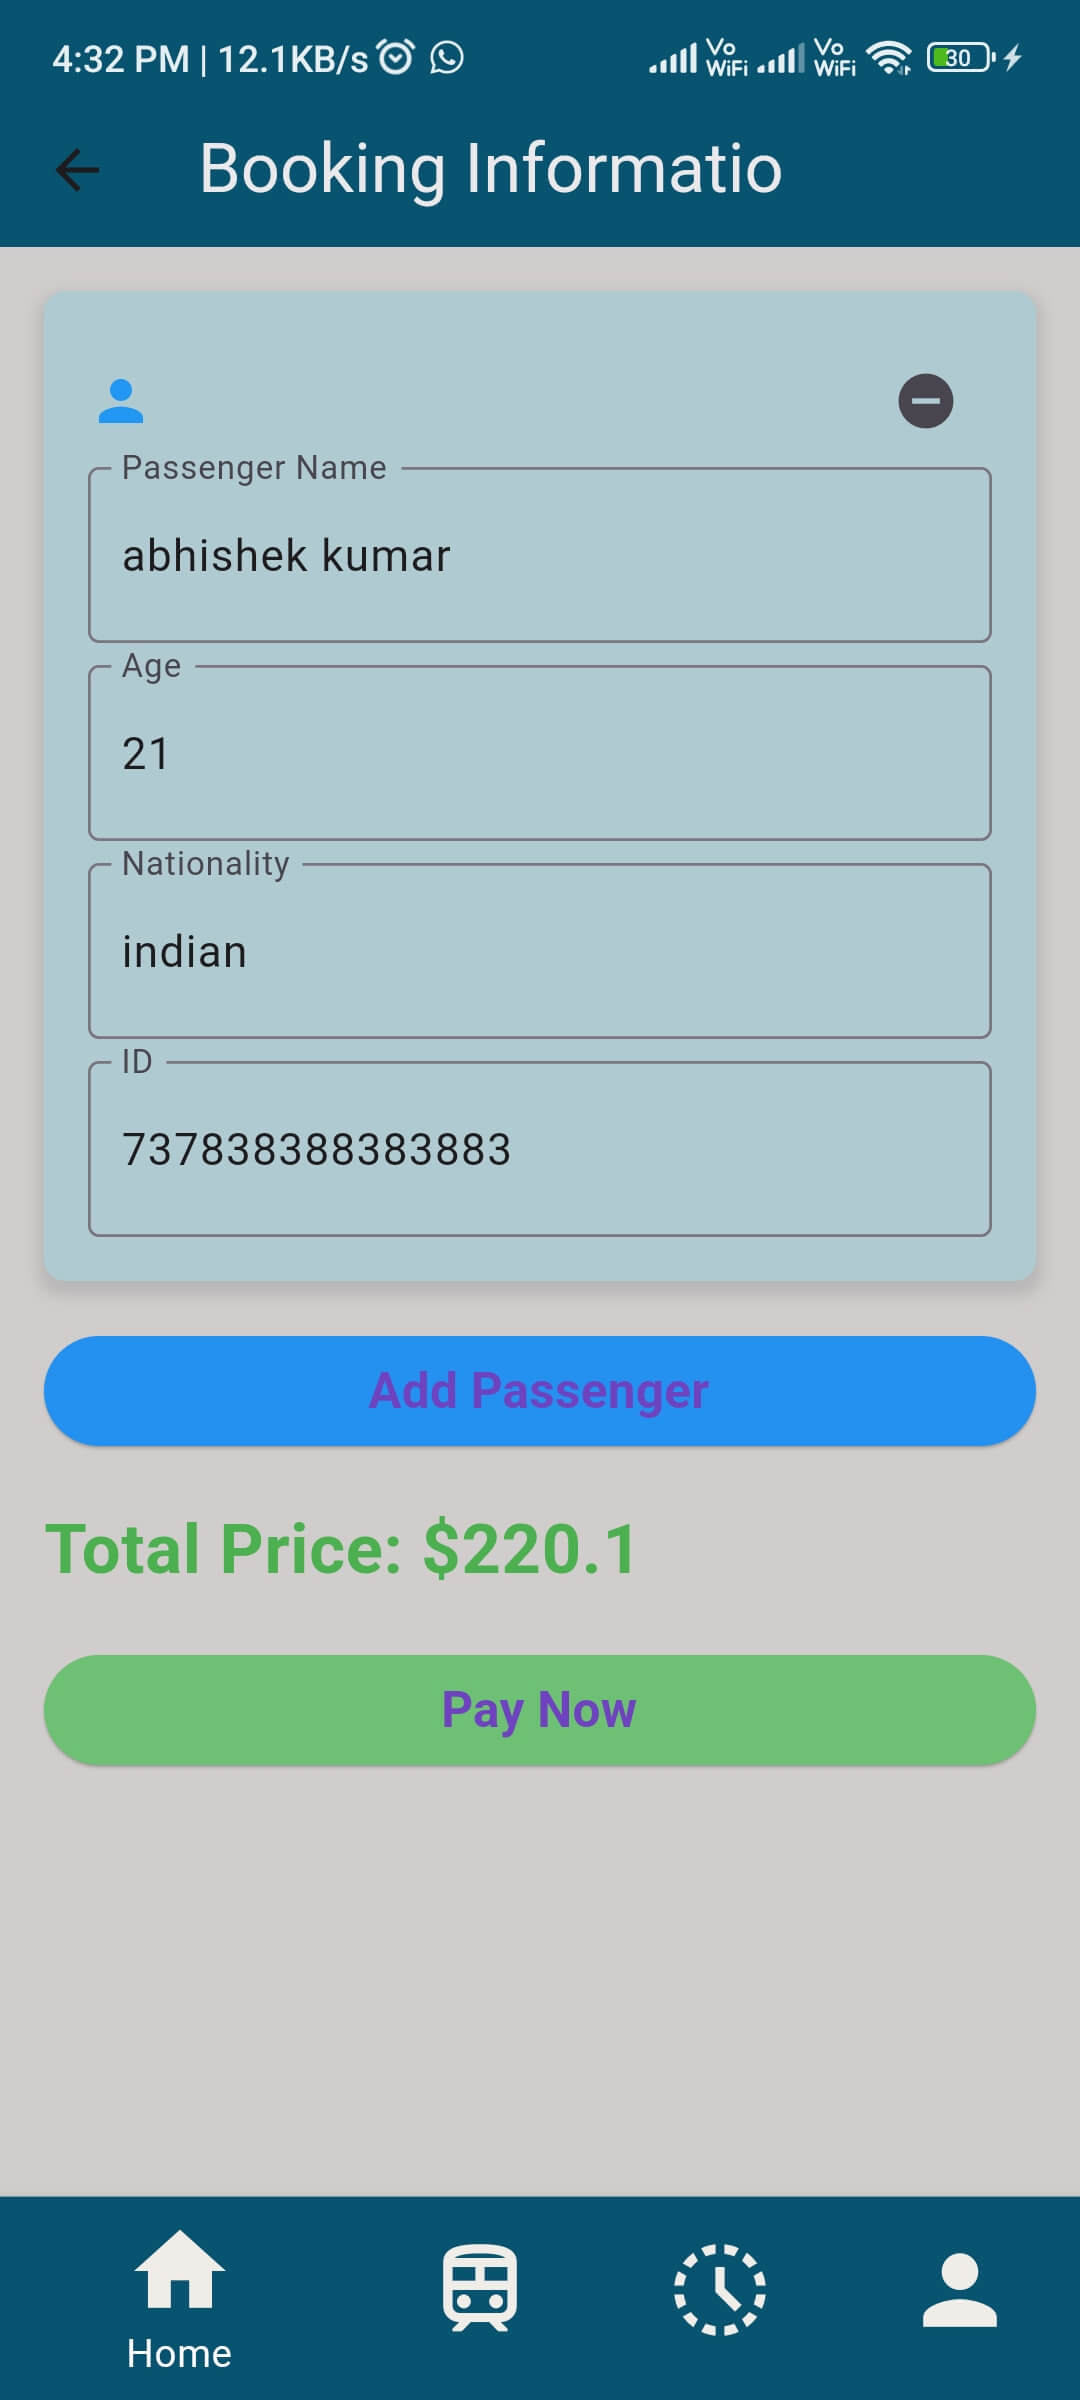 4:32 PM | 12.1KB/s Vo WiFi Vo WiFi 30
Booking Informatio
Passenger Name
abhishek kumar
Age
21
Nationality
indian
ID
737838388383883
Add Passenger
Total Price: $220.1
Pay Now
Home